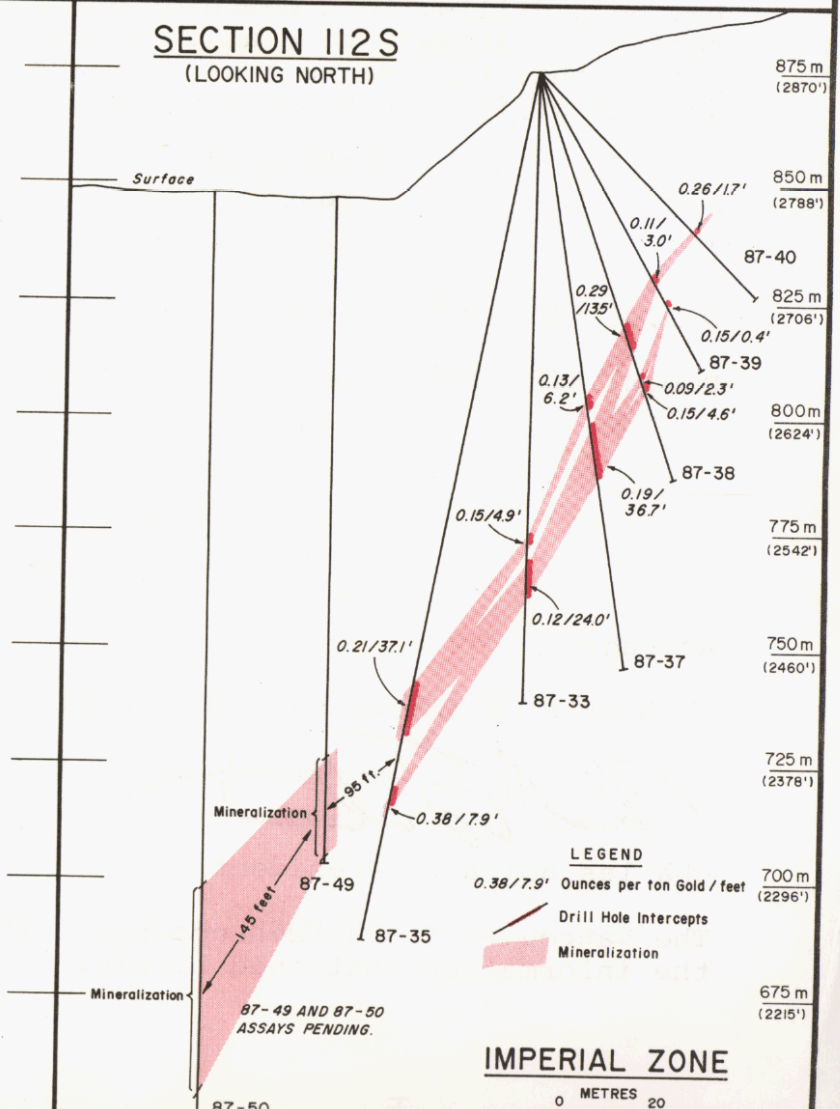 SECTION 112S
(LOOKING NORTH)
875 m
(2870')
Surface
850 m
(2788')
0.26/1.7'
0.11/
3.0'
87-40
825 m
(2706')
0.29
/13.5'
0.15/0.4'
87-39
0.13/
6.2'
0.09/2.3'
0.15/4.6'
800 m
(2624')
87-38
0.19/
36.7'
0.15/4.9'
775 m
(2542')
0.12/24.0'
0.21/37.1'
750 m
(2460')
87-37
87-33
725 m
(2378')
95 ft.
Mineralization
0.38/7.9'
LEGEND
87-49
0.38/7.9' Ounces per ton Gold / feet
700 m
(2296')
Drill Hole Intercepts
145 feet
87-35
Mineralization
Mineralization
675 m
(2215')
87-49 AND 87-50
ASSAYS PENDING.
IMPERIAL ZONE
METRES
0 20
87-50